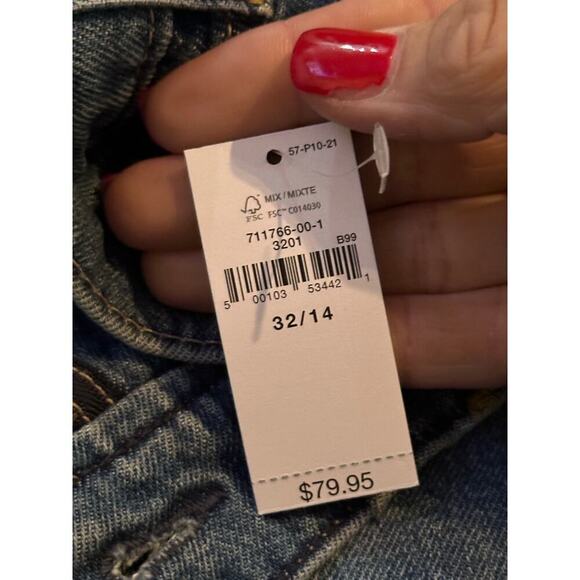 57-P10-21
MIX / MIXTE
FSC FSC™ C014030
711766-00-1
3201 B99
5 00103 53442 1
32/14
$79.95